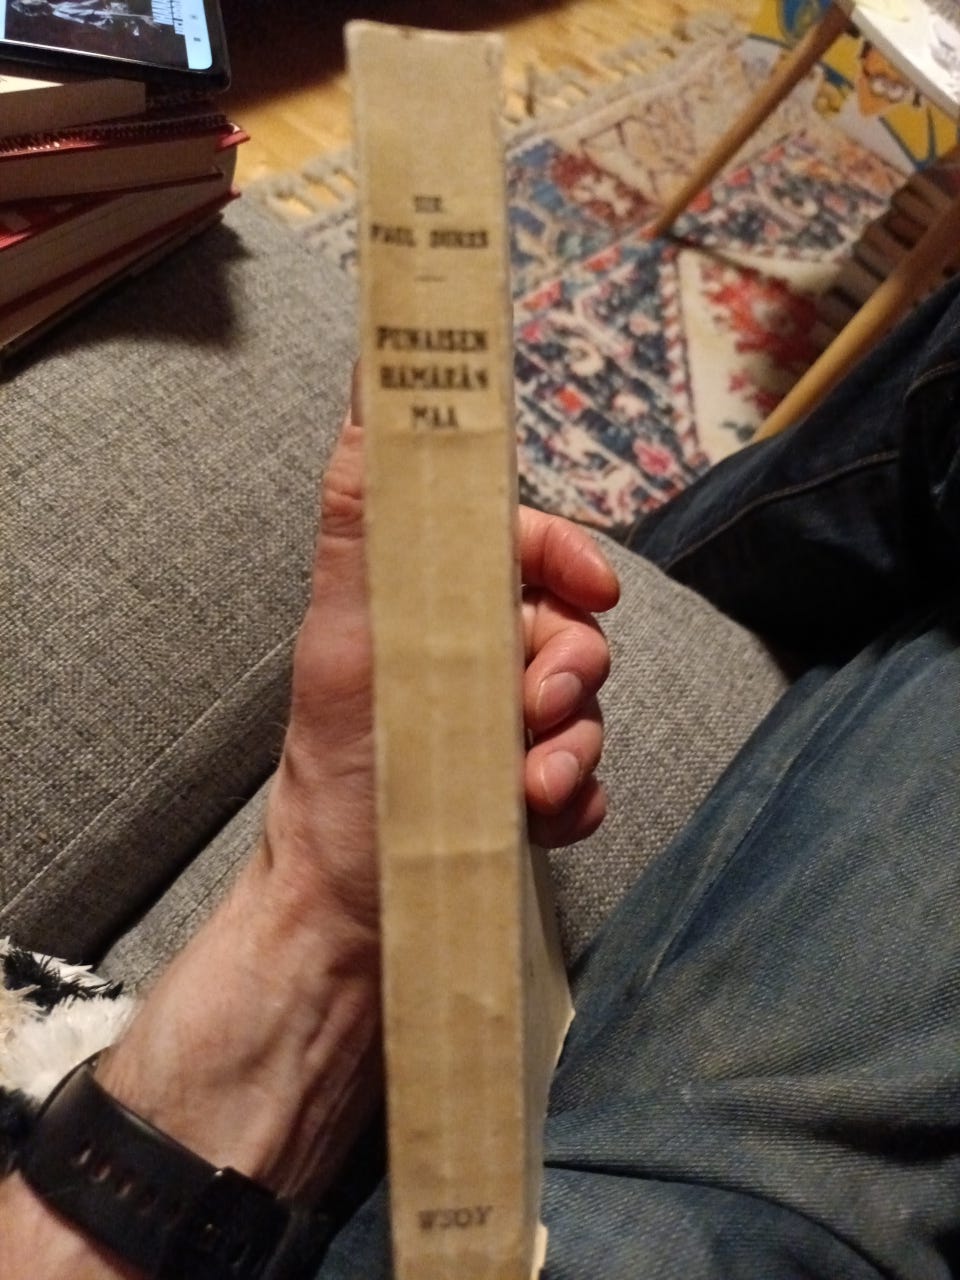 SIR
PAUL DUKES
PUNAISEN
HÄMÄRÄN
MAA
WSOY